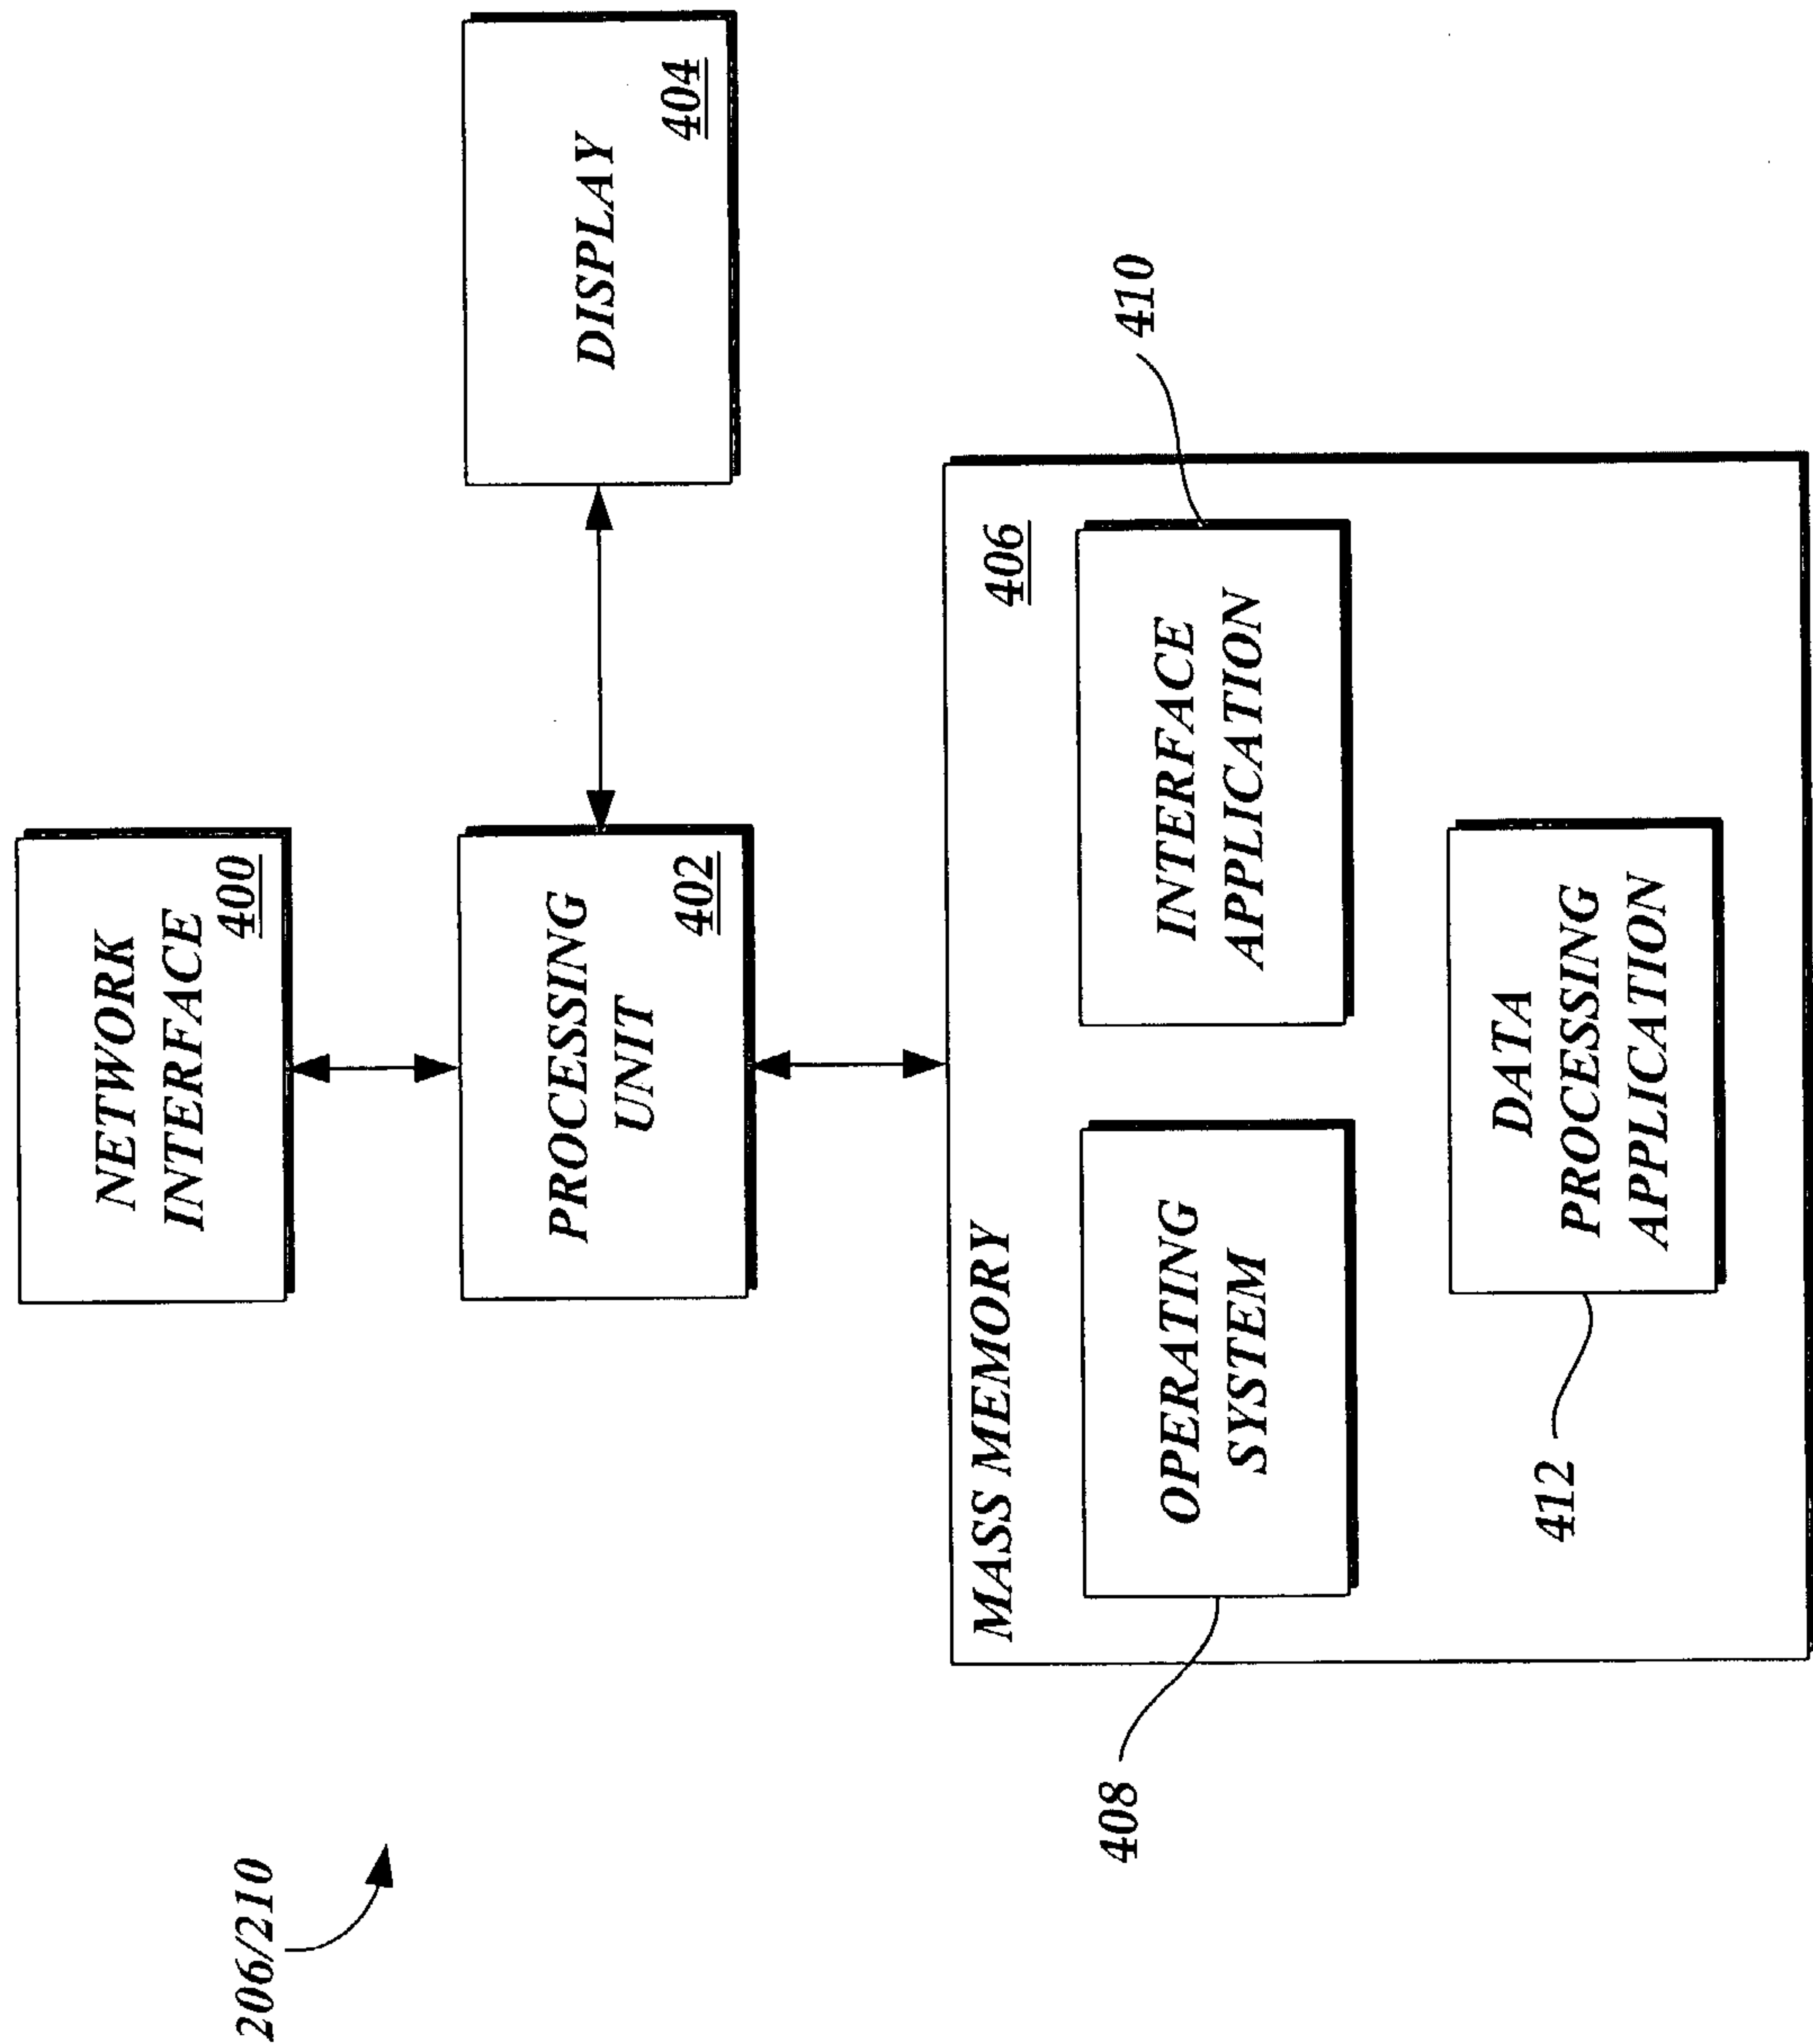 206/210
NETWORK
INTERFACE
400
PROCESSING
UNIT
402
DISPLAY
404
MASS MEMORY
406
OPERATING
SYSTEM
408
INTERFACE
APPLICATION
410
DATA
PROCESSING
APPLICATION
412